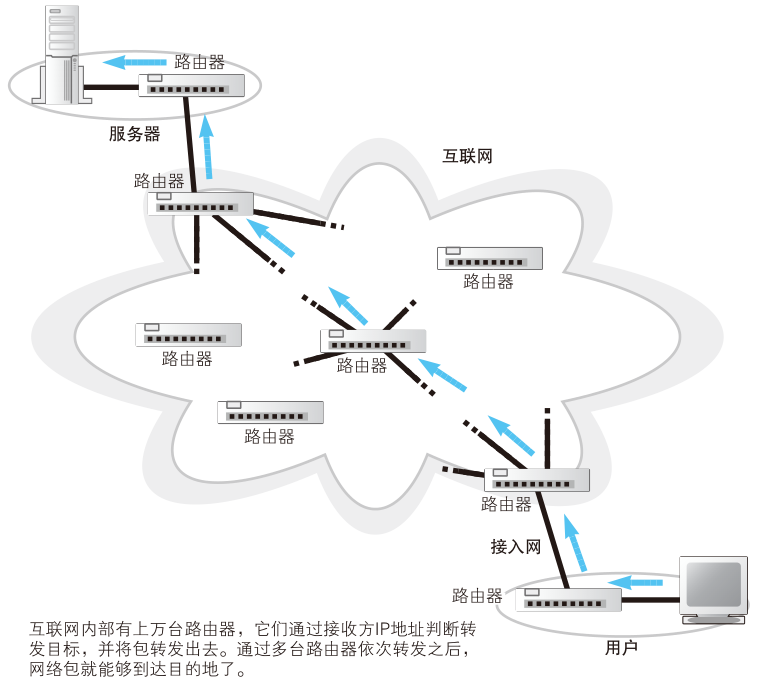 路由器
服务器
互联网
路由器
路由器
路由器
路由器
路由器
路由器
接入网
路由器
用户
互联网内部有上万台路由器，它们通过接收方IP地址判断转
发目标，并将包转发出去。通过多台路由器依次转发之后，
网络包就能够到达目的地了。